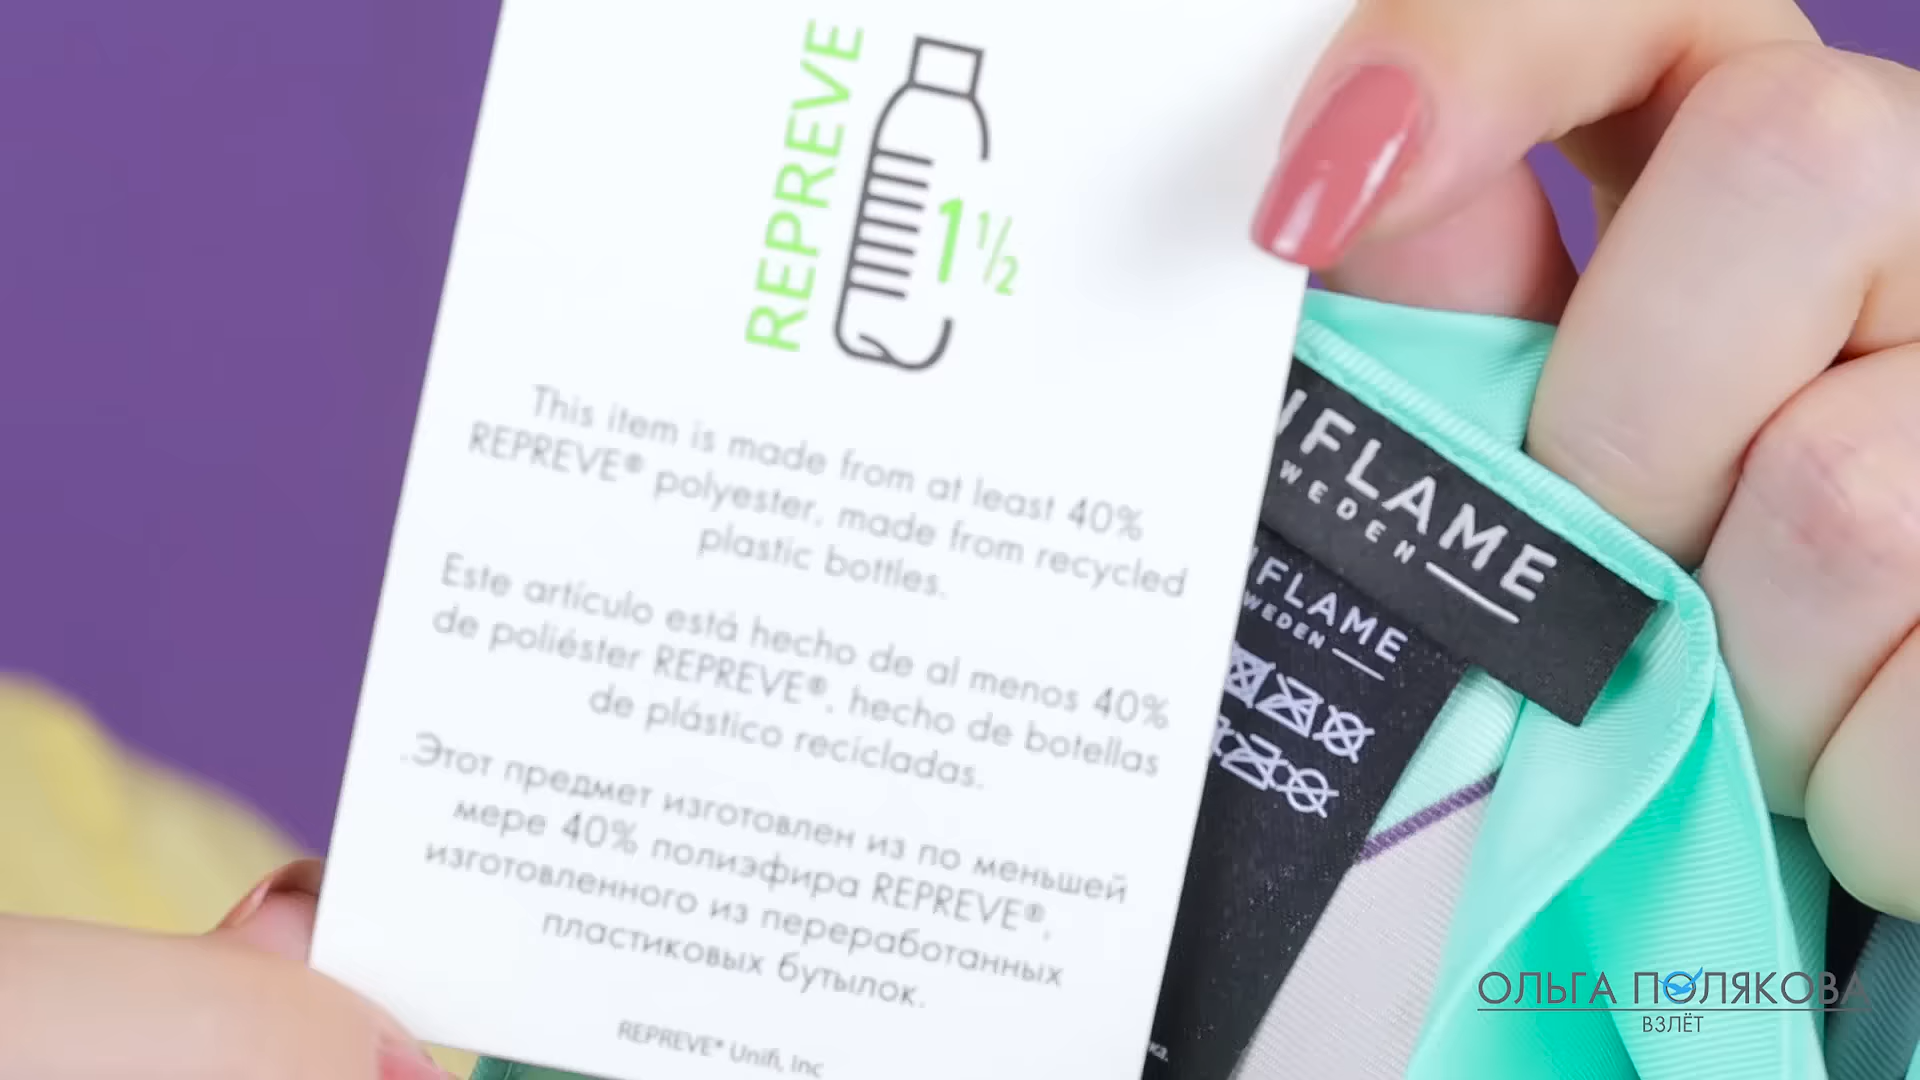 REPREVE
1 1/2
This item is made from at least 40%
REPREVE® polyester, made from recycled
plastic bottles.
Este artículo está hecho de al menos 40%
de poliéster REPREVE®, hecho de botellas
de plástico recicladas.
.Этот предмет изготовлен из по меньшей
мере 40% полиэфира REPREVE®,
изготовленного из переработанных
пластиковых бутылок.
REPREVE® Unifi, Inc
FLAME
WEDEN
FLAME
WEDEN
ОЛЬГА ПОЛЯКОВА
ВЗЛЁТ